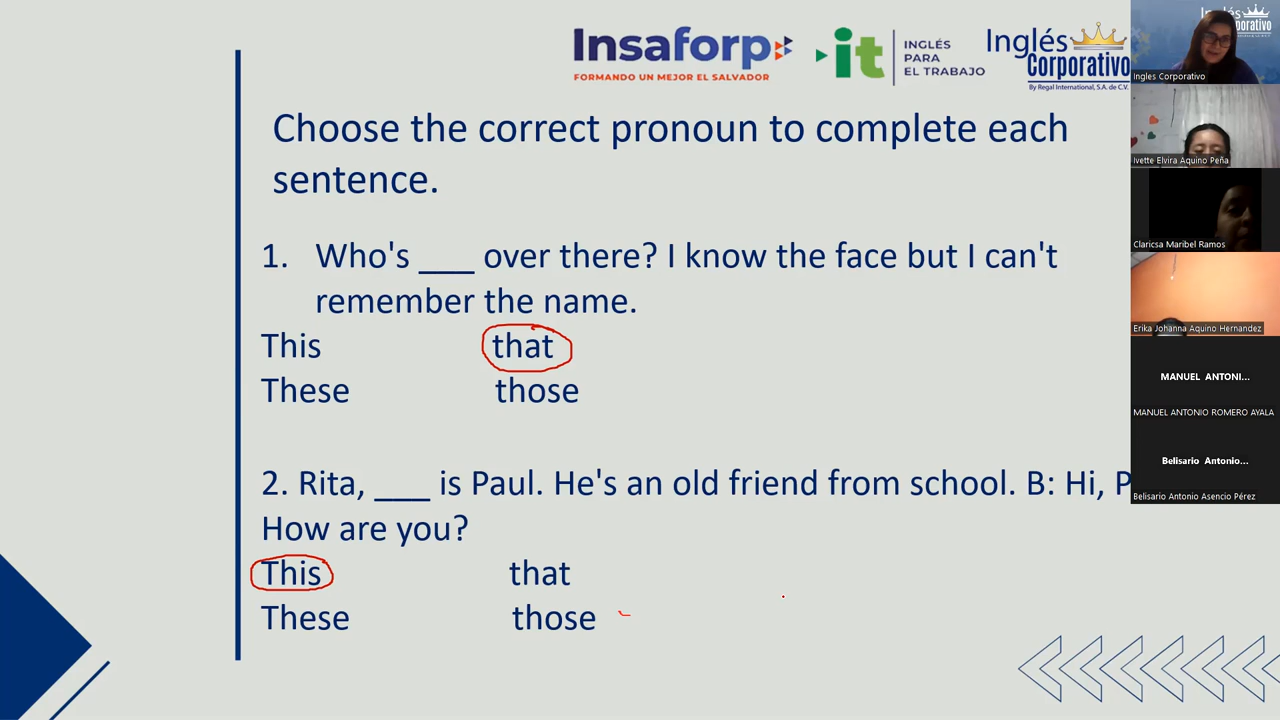 Insaforp
FORMANDO UN MEJOR EL SALVADOR
it
INGLÉS
PARA
EL TRABAJO
Inglés
Corporativo
By Regal International, S.A. de C.V.
Choose the correct pronoun to complete each
sentence.
1. Who's ___ over there? I know the face but I can't
remember the name.
This that
These those
2. Rita, ___ is Paul. He's an old friend from school. B: Hi, P
How are you?
This that
These those
Ingles Corporativo
Ivette Elvira Aquino Peña
Claricsa Maribel Ramos
Erika Johanna Aquino Hernandez
MANUEL ANTONI...
MANUEL ANTONIO ROMERO AYALA
Belisario Antonio...
Belisario Antonio Asencio Pérez